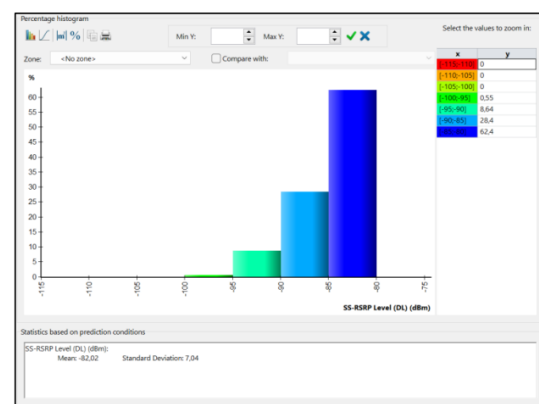 Percentage histogram
Min Y:
Max Y:
Select the values to zoom in:
Zone: <No zone>
Compare with:
x y
[-115;-110] 0
[-110;-105] 0
[-105;-100] 0
[-100;-95] 0,55
[-95;-90] 8,64
[-90;-85] 28,4
62,4
%
60
55
50
45
40
35
30
25
20
15
10
5
0
-115 -110 -105 -100 -95 -90 -85 -80 -75
SS-RSRP Level (DL) (dBm)
Statistics based on prediction conditions
SS-RSRP Level (DL) (dBm):
Mean: -82,02 Standard Deviation: 7,04